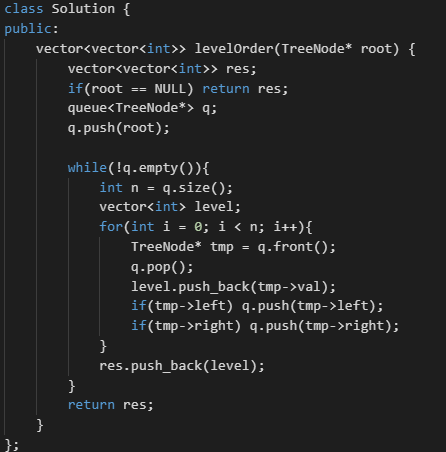 class Solution {
public:
    vector<vector<int>> levelOrder(TreeNode* root) {
        vector<vector<int>> res;
        if(root == NULL) return res;
        queue<TreeNode*> q;
        q.push(root);

        while(!q.empty()){
            int n = q.size();
            vector<int> level;
            for(int i = 0; i < n; i++){
                TreeNode* tmp = q.front();
                q.pop();
                level.push_back(tmp->val);
                if(tmp->left) q.push(tmp->left);
                if(tmp->right) q.push(tmp->right);
            }
            res.push_back(level);
        }
        return res;
    }
};